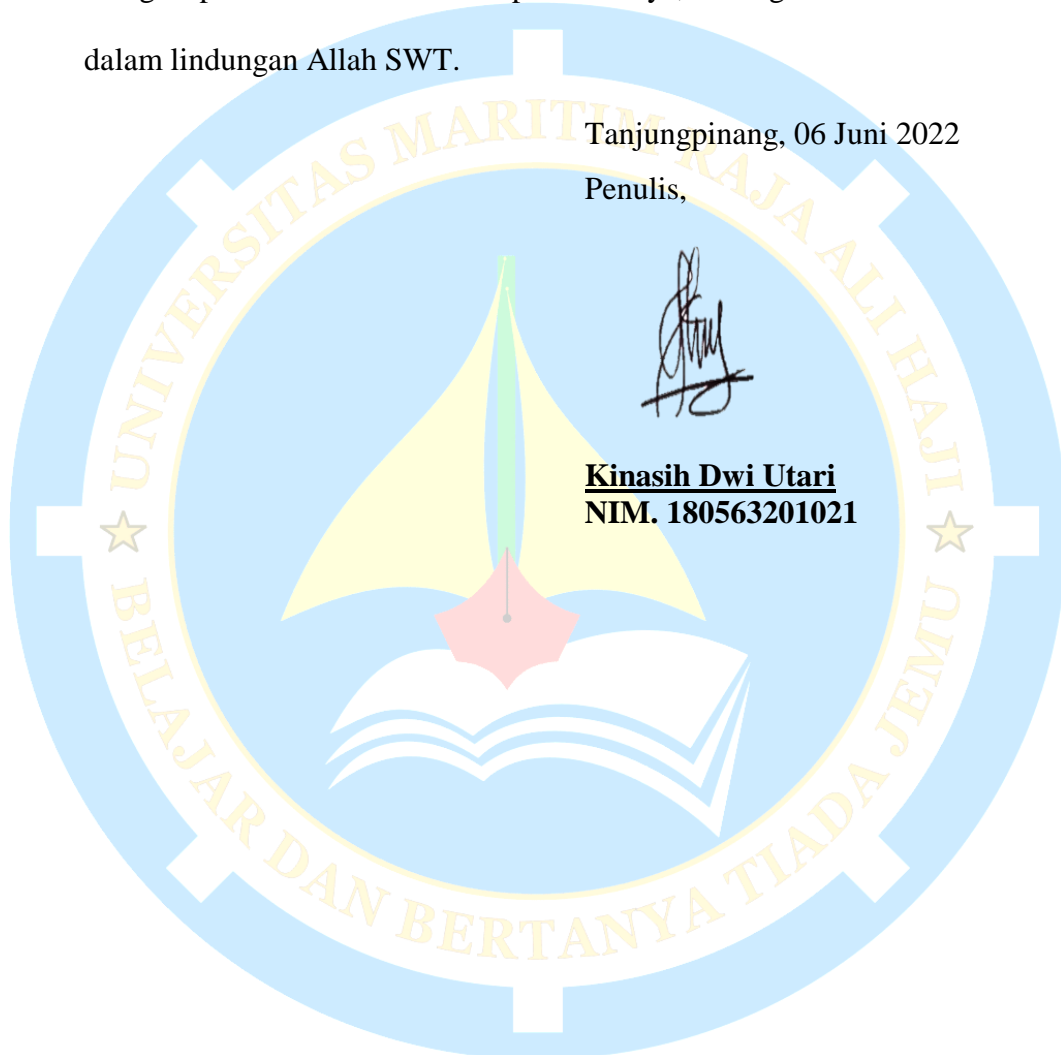 dalam lindungan Allah SWT.
Tanjungpinang, 06 Juni 2022
Penulis,
Kinasih Dwi Utari
NIM. 180563201021
UNIVERSITAS MARITIM RAJA ALI HAJI
BELAJAR DAN BERTANYA TIADA JEMU